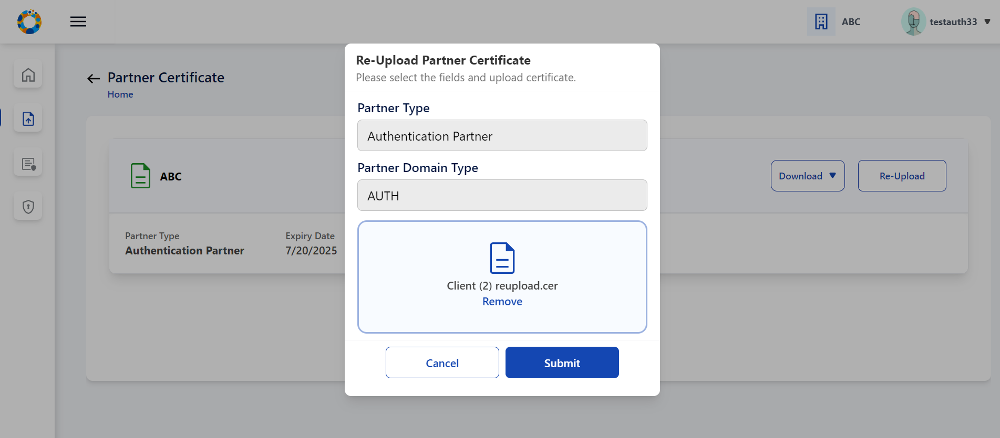 ABC
testauth33
Partner Certificate
Home
ABC
Download
Re-Upload
Partner Type
Authentication Partner
Expiry Date
7/20/2025
Re-Upload Partner Certificate
Please select the fields and upload certificate.
Partner Type
Authentication Partner
Partner Domain Type
AUTH
Client (2) reupload.cer
Remove
Cancel
Submit